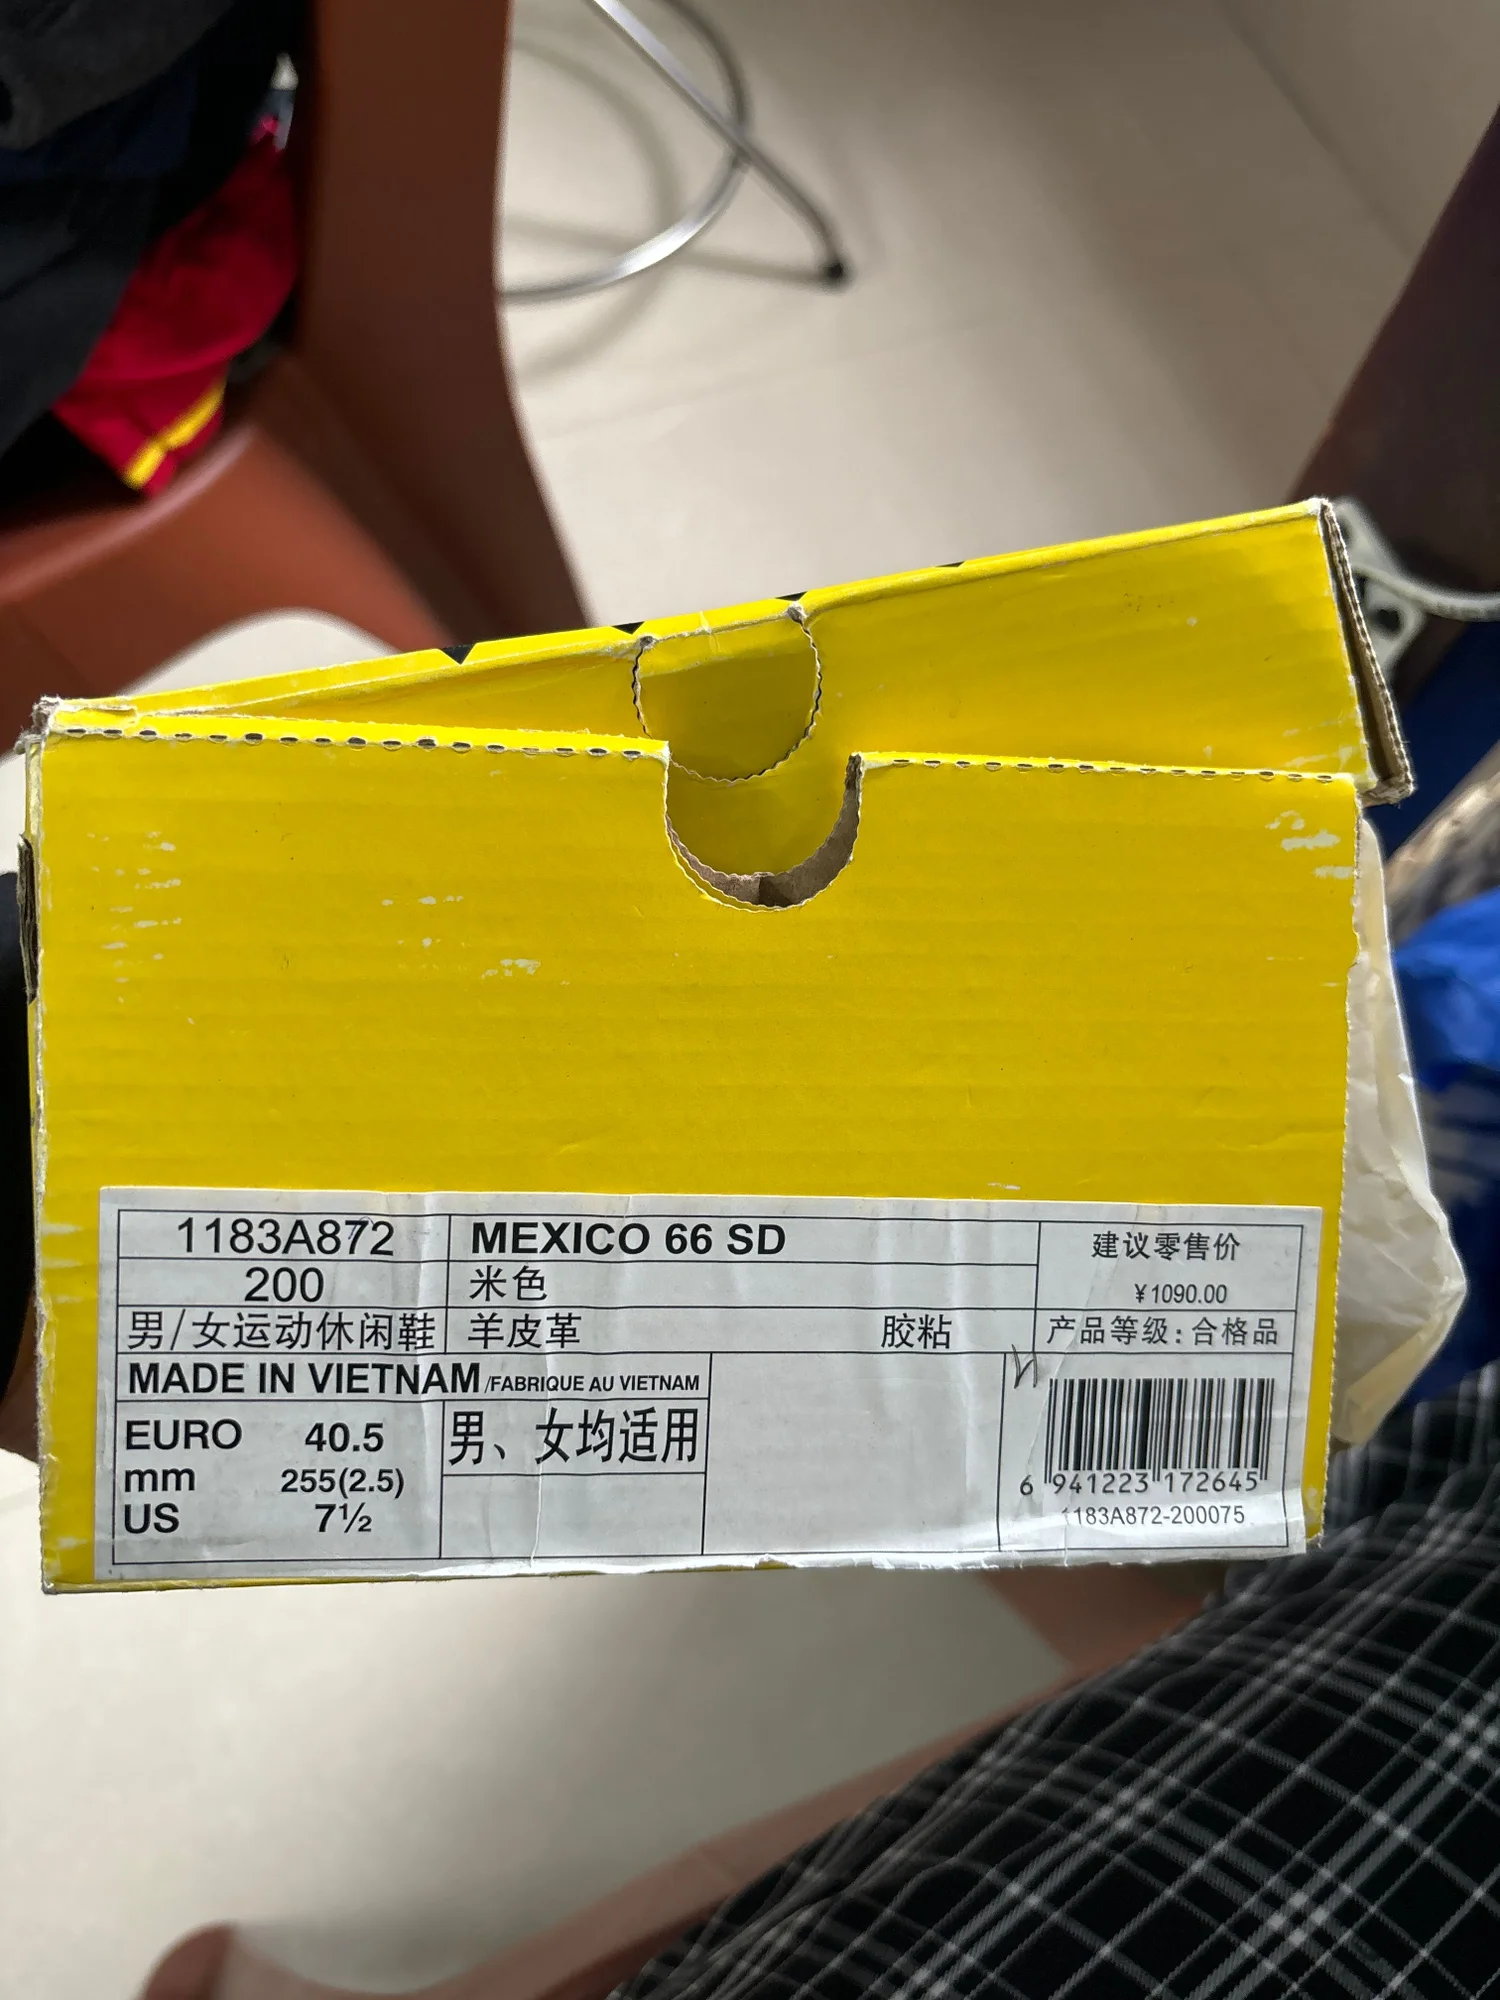 1183A872 MEXICO 66 SD 建议零售价
200 米色 ¥1090.00
男/女运动休闲鞋 羊皮革 胶粘 产品等级:合格品
MADE IN VIETNAM /FABRIQUE AU VIETNAM
EURO 40.5 男、女均适用
mm 255(2.5)
US 7½
6 941223 172645
1183A872-200075